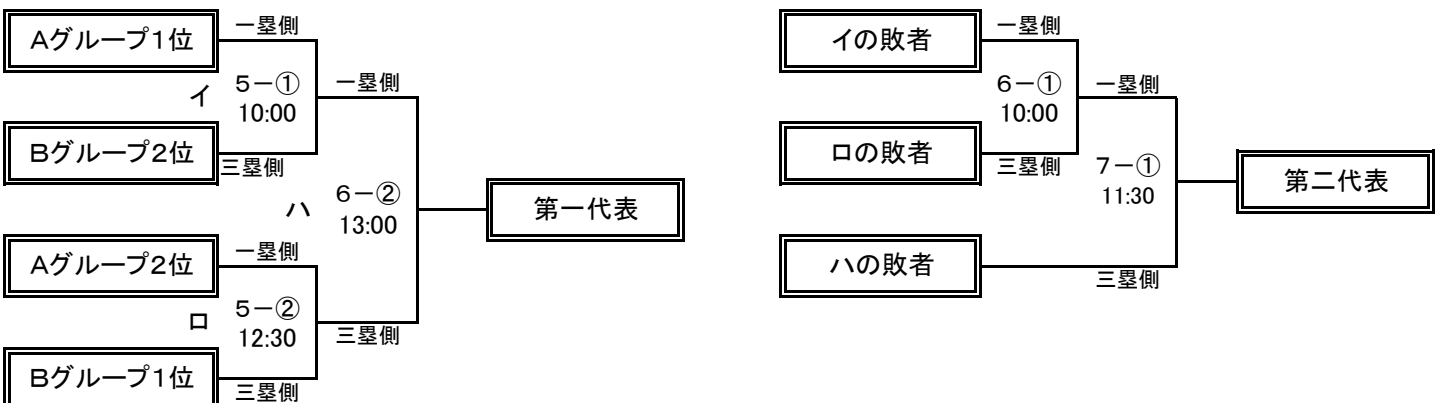 Aグループ1位
一塁側
イ
5－①
10:00
一塁側
Bグループ2位
三塁側
ハ
6－②
13:00
第一代表
Aグループ2位
一塁側
ロ
5－②
12:30
三塁側
Bグループ1位
三塁側
イの敗者
一塁側
6－①
10:00
一塁側
ロの敗者
三塁側
7－①
11:30
第二代表
ハの敗者
三塁側